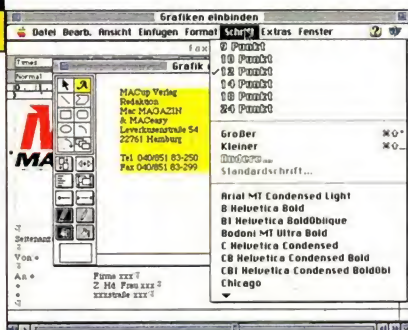 Grafiken einbinden
Datei Bearb. Ansicht Einfügen Format Schrift Extras Fenster
Times
Normal
Grafik
MACup Verlag
Redaktion
Mac MAGAZIN
& MACeasy
Leverkusenstraße 54
22761 Hamburg
Tel 040/851 83-250
Fax 040/851 83-299
MA
Von
An
Firma xxx
Z. Hd. Frau xxx
xxxstraße xxx
9 Punkt
10 Punkt
✓12 Punkt
14 Punkt
18 Punkt
24 Punkt
Größer
Kleiner
Andere...
Standardschrift...
Arial MT Condensed Light
B Helvetica Bold
BI Helvetica BoldOblique
Bodoni MT Ultra Bold
C Helvetica Condensed
CB Helvetica Condensed Bold
CBI Helvetica Condensed BoldObl
Chicago